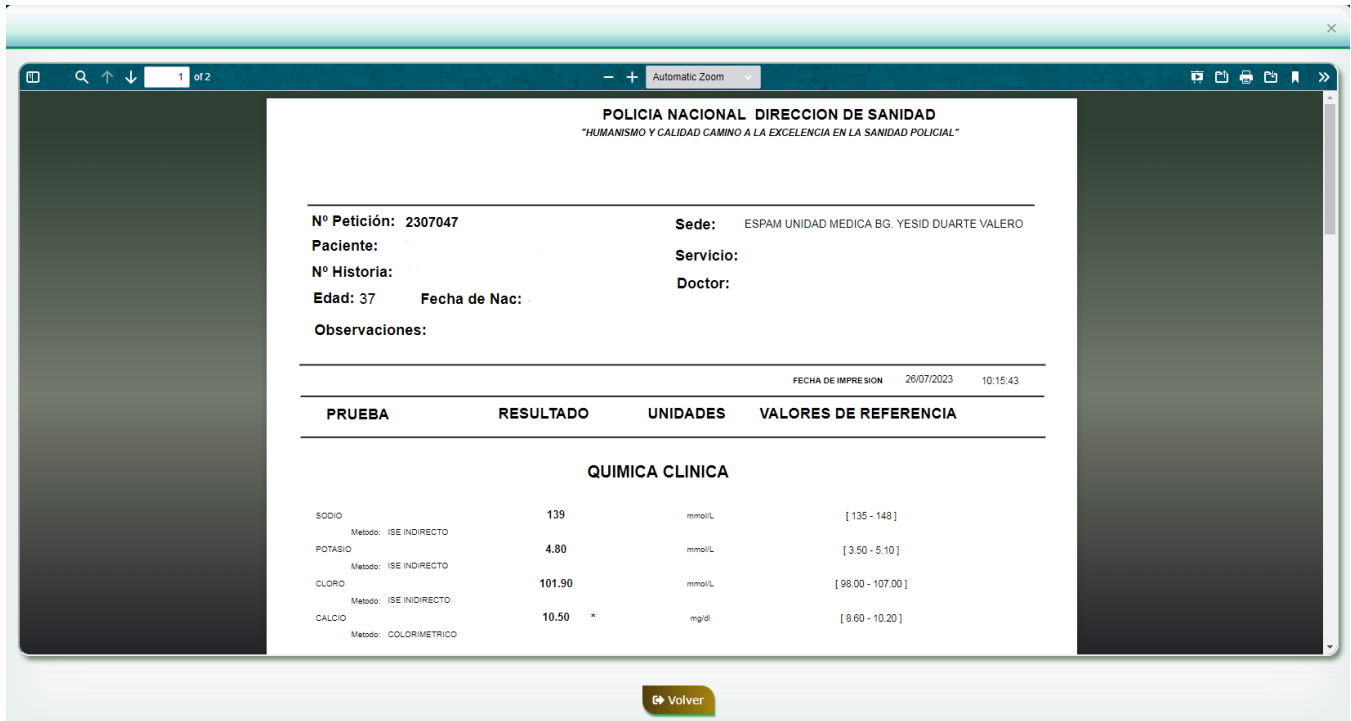 1 of 2
Automatic Zoom
POLICIA NACIONAL DIRECCION DE SANIDAD
"HUMANISMO Y CALIDAD CAMINO A LA EXCELENCIA EN LA SANIDAD POLICIAL"
Nº Petición: 2307047
Sede: ESPAM UNIDAD MEDICA BG. YESID DUARTE VALERO
Paciente:
Servicio:
Nº Historia:
Doctor:
Edad: 37 Fecha de Nac:
Observaciones:
FECHA DE IMPRESION 26/07/2023 10:15:43
PRUEBA RESULTADO UNIDADES VALORES DE REFERENCIA
QUIMICA CLINICA
SODIO 139 mmol/L [ 135 - 148 ]
Metodo: ISE INDIRECTO
POTASIO 4.80 mmol/L [ 3.50 - 5.10 ]
Metodo: ISE INDIRECTO
CLORO 101.90 mmol/L [ 98.00 - 107.00 ]
Metodo: ISE INIDIRECTO
CALCIO 10.50 * mg/dl [ 8.60 - 10.20 ]
Metodo: COLORIMETRICO
Volver